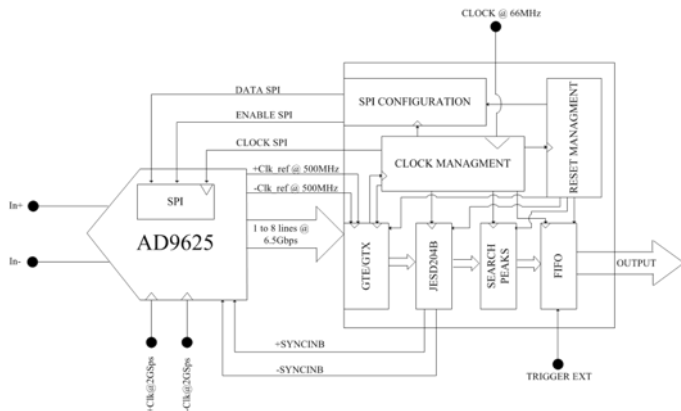 CLOCK @ 66MHz
DATA SPI
SPI CONFIGURATION
ENABLE SPI
CLOCK SPI
CLOCK MANAGMENT
RESET MANAGMENT
+Clk_ref @ 500MHz
-Clk_ref @ 500MHz
SPI
In+
AD9625
1 to 8 lines @
6.5Gbps
In-
GTE/GTX
JESD204B
SEARCH
PEAKS
FIFO
OUTPUT
+SYNCINB
-SYNCINB
+Clk@2GSps
-Clk@2GSps
TRIGGER EXT